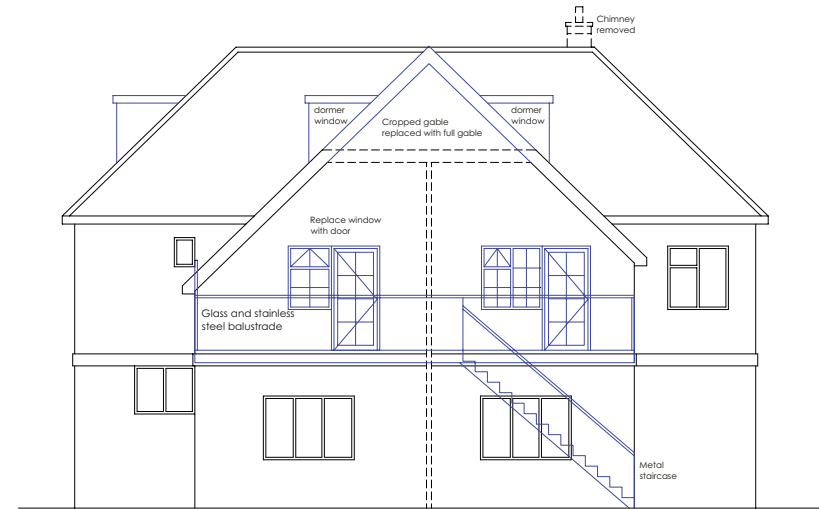 Chimney
removed
dormer
window
dormer
window
Cropped gable
replaced with full gable
Replace window
with door
Glass and stainless
steel balustrade
Metal
staircase